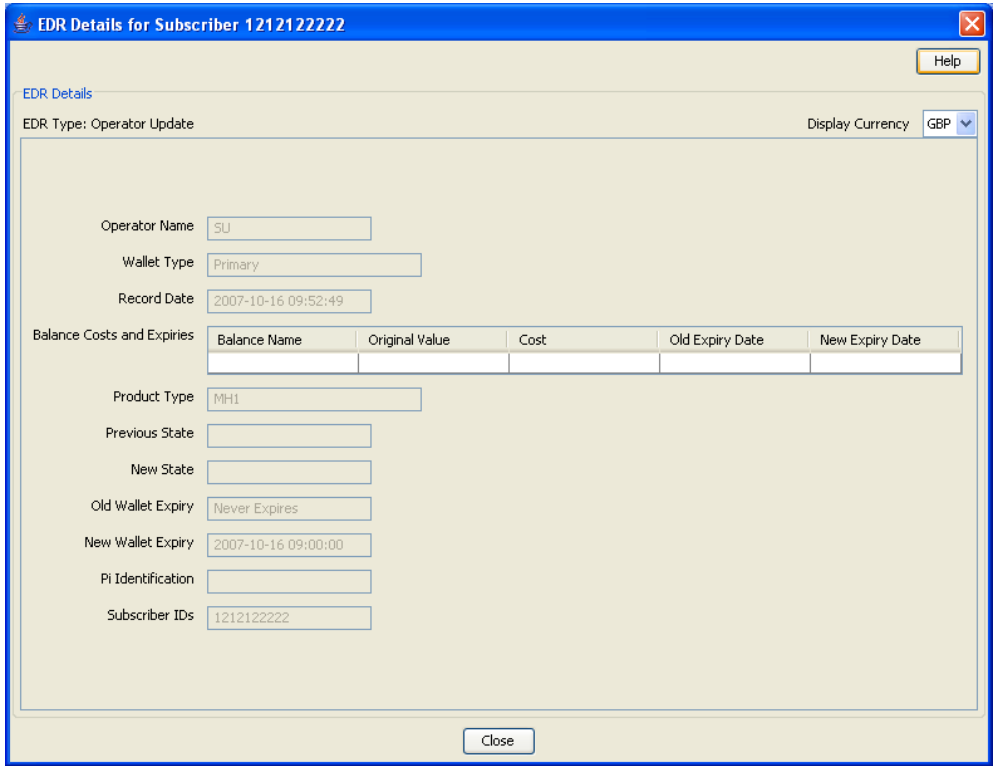 EDR Details for Subscriber 1212122222
Help
EDR Details
EDR Type: Operator Update Display Currency GBP
Operator Name SU
Wallet Type Primary
Record Date 2007-10-16 09:52:49
Balance Costs and Expiries Balance Name Original Value Cost Old Expiry Date New Expiry Date
Product Type MH1
Previous State
New State
Old Wallet Expiry Never Expires
New Wallet Expiry 2007-10-16 09:00:00
Pi Identification
Subscriber IDs 1212122222
Close